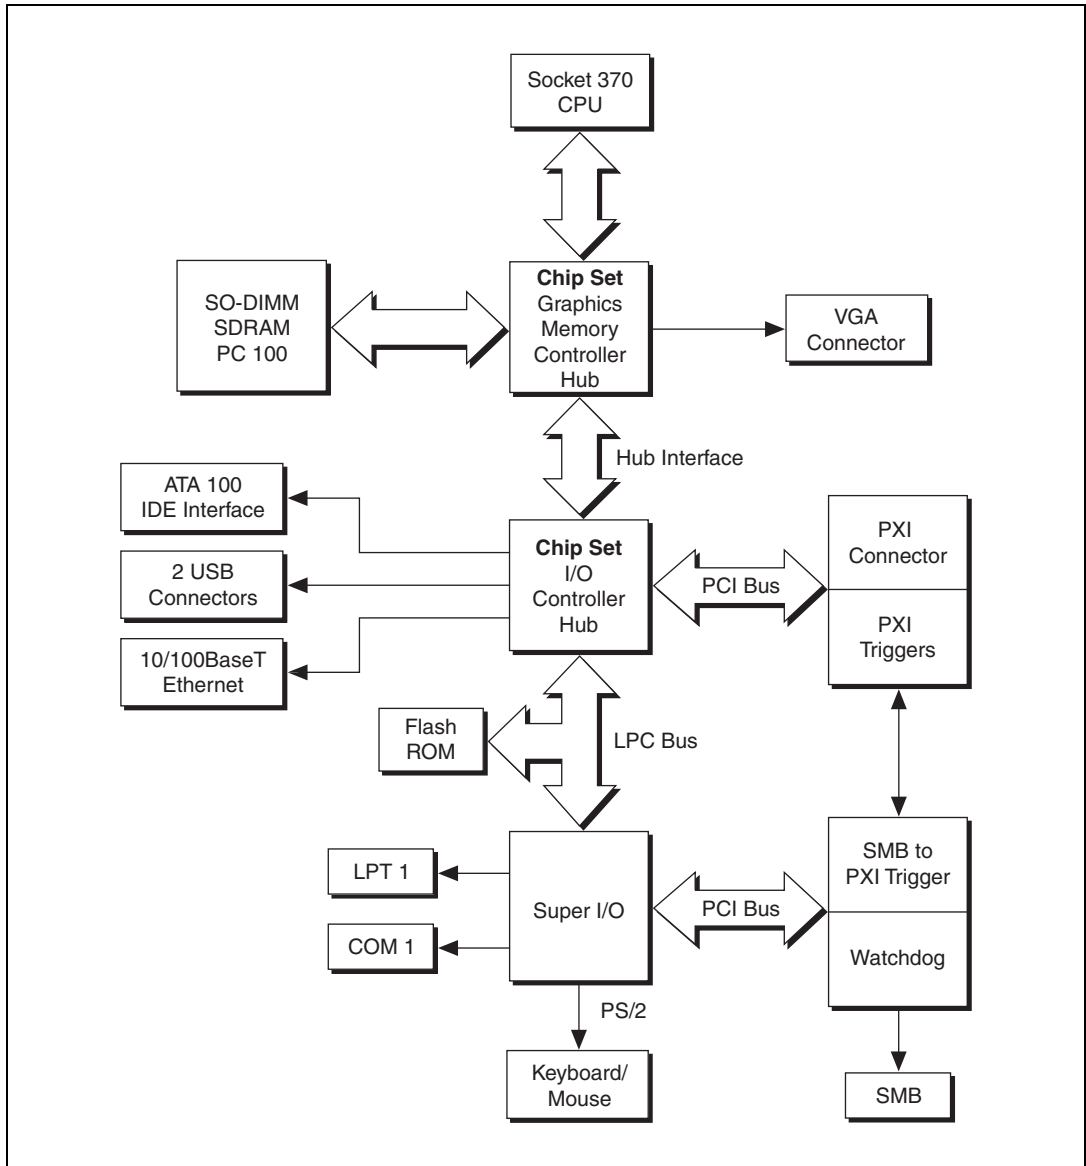 Socket 370
CPU
Chip Set
Graphics
Memory
Controller
Hub
SO-DIMM
SDRAM
PC 100
VGA
Connector
Hub Interface
ATA 100
IDE Interface
2 USB
Connectors
10/100BaseT
Ethernet
Chip Set
I/O
Controller
Hub
PCI Bus
PXI
Connector
PXI
Triggers
Flash
ROM
LPC Bus
LPT 1
COM 1
Super I/O
PCI Bus
SMB to
PXI Trigger
Watchdog
PS/2
Keyboard/
Mouse
SMB